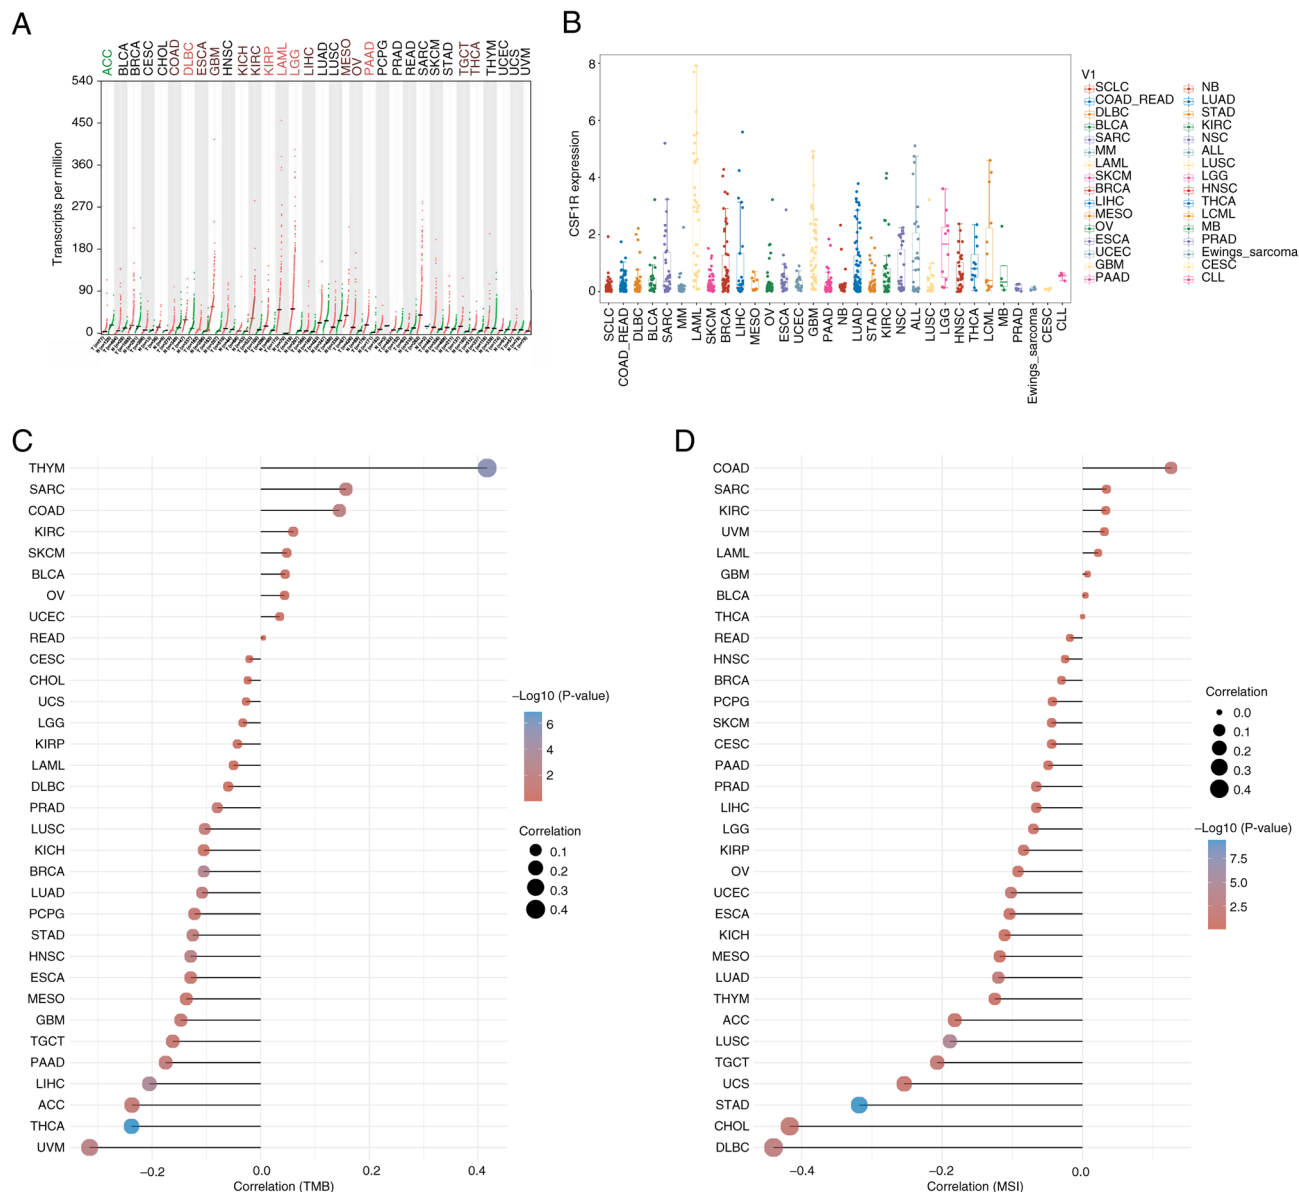 A
ACC BLCA BRCA CESC CHOL COAD DLBC ESCA GBM HNSC KICH KIRC KIRP LAML LGG LIHC LUAD LUSC MESO OV PAAD PCPG PRAD READ SARC SKCM STAD TGCT THCA THYM UCEC UCS UVM
Transcripts per million
540
450
360
270
180
90
0
B
CSF1R expression
8
6
4
2
0
SCLC COAD_READ DLBC BLCA SARC MM LAML SKCM BRCA LIHC MESO OV ESCA UCEC GBM PAAD NB LUAD STAD KIRC NSC ALL LUSC LGG HNSC THCA LCML MB PRAD Ewings_sarcoma CESC CLL
V1
SCLC NB
COAD_READ LUAD
DLBC STAD
BLCA KIRC
SARC NSC
MM ALL
LAML LUSC
SKCM LGG
BRCA HNSC
LIHC THCA
MESO LCML
OV MB
ESCA PRAD
UCEC Ewings_sarcoma
GBM CESC
PAAD CLL
C
THYM
SARC
COAD
KIRC
SKCM
BLCA
OV
UCEC
READ
CESC
CHOL
UCS
LGG
KIRP
LAML
DLBC
PRAD
LUSC
KICH
BRCA
LUAD
PCPG
STAD
HNSC
ESCA
MESO
GBM
TGCT
PAAD
LIHC
ACC
THCA
UVM
−0.2 0.0 0.2 0.4
Correlation (TMB)
−Log10 (P-value)
6
4
2
Correlation
0.1
0.2
0.3
0.4
D
COAD
SARC
KIRC
UVM
LAML
GBM
BLCA
THCA
READ
HNSC
BRCA
PCPG
SKCM
CESC
PAAD
PRAD
LIHC
LGG
KIRP
OV
UCEC
ESCA
KICH
MESO
LUAD
THYM
ACC
LUSC
TGCT
UCS
STAD
CHOL
DLBC
−0.4 −0.2 0.0
Correlation (MSI)
Correlation
0.0
0.1
0.2
0.3
0.4
−Log10 (P-value)
7.5
5.0
2.5